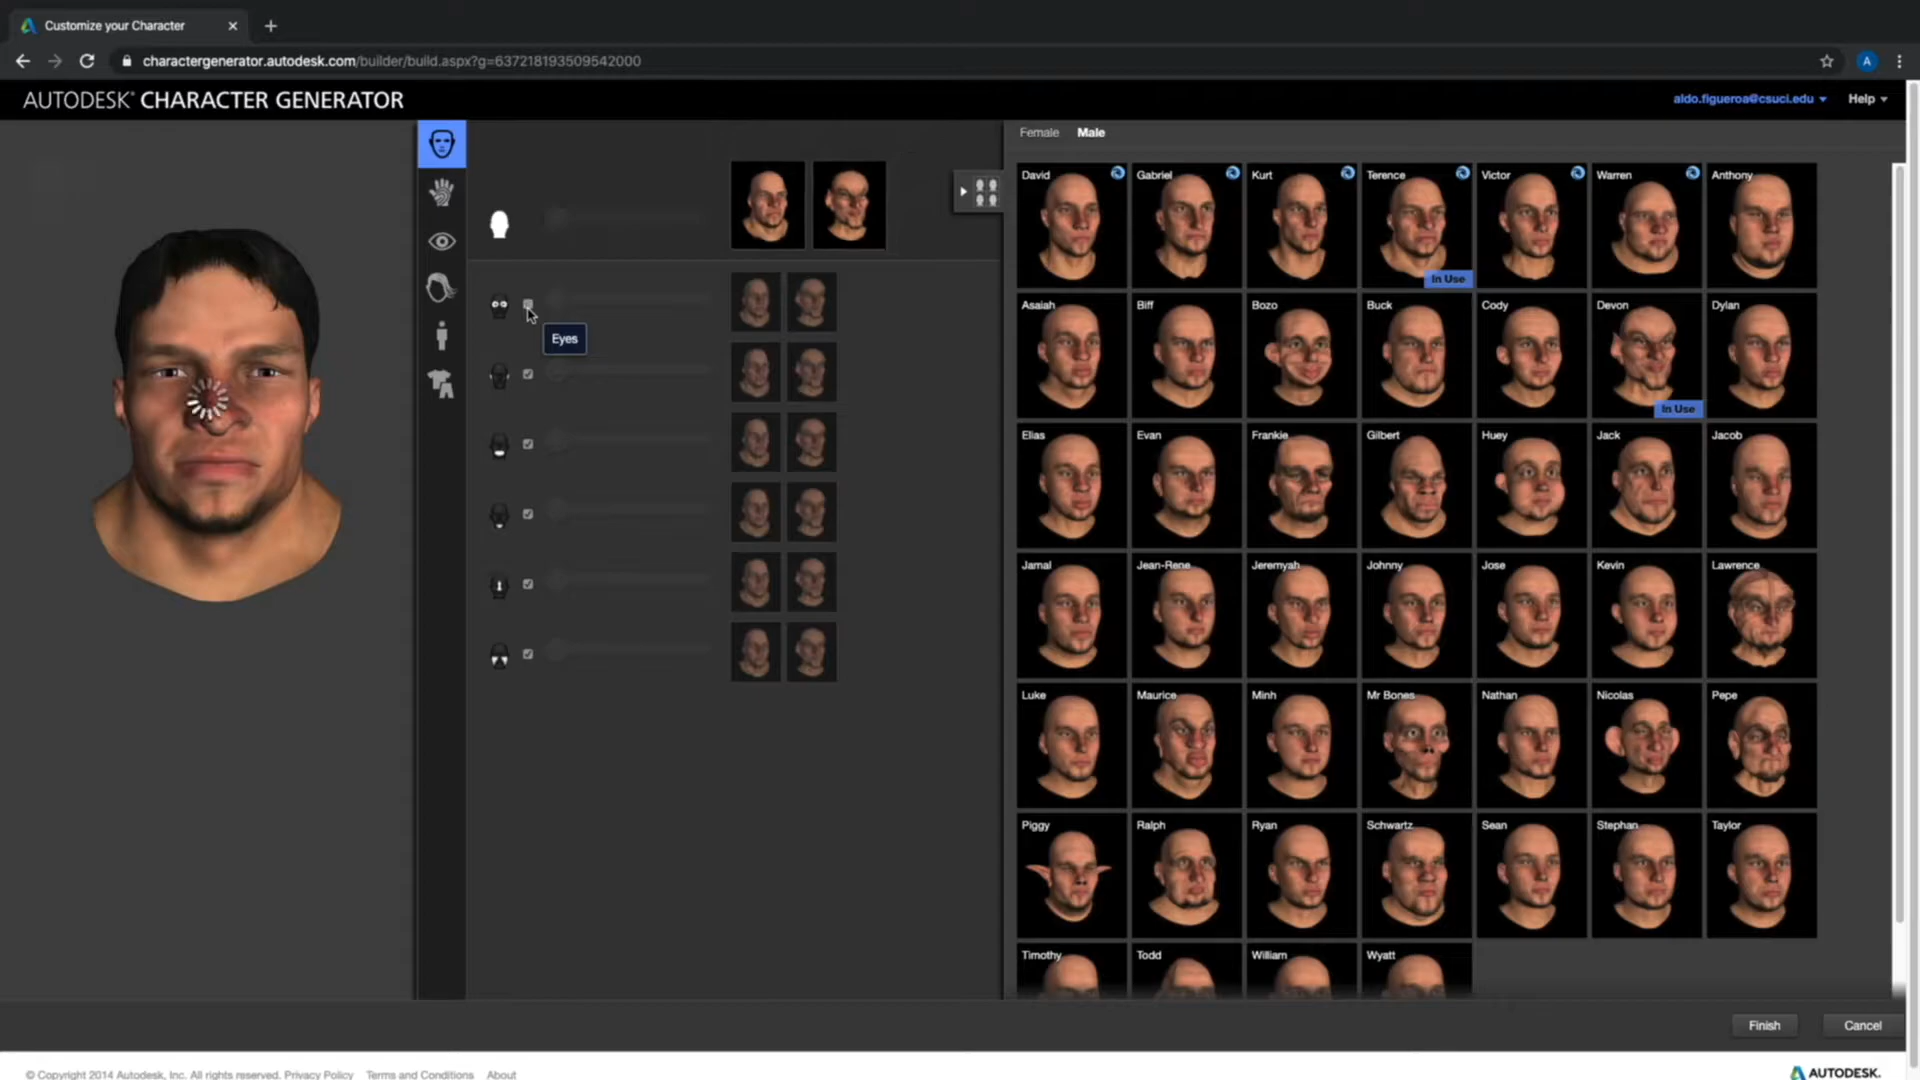 Customize your Character
charactergenerator.autodesk.com/builder/build.aspx?g=637218193509542000
A
AUTODESK® CHARACTER GENERATOR
aldo.figueroa@csuci.edu
Help
Female Male
David Gabriel Kurt Terence Victor Warren Anthony
In Use
Eyes
Asaiah Biff Bozo Buck Cody Devon Dylan
In Use
Elias Evan Frankie Gilbert Huey Jack Jacob
Jamal Jean-Rene Jeremyah Johnny Jose Kevin Lawrence
Luke Maurice Minh Mr Bones Nathan Nicolas Pepe
Piggy Ralph Ryan Schwartz Sean Stephan Taylor
Timothy Todd William Wyatt
Finish Cancel
© Copyright 2014 Autodesk, Inc. All rights reserved. Privacy Policy Terms and Conditions About
AUTODESK.